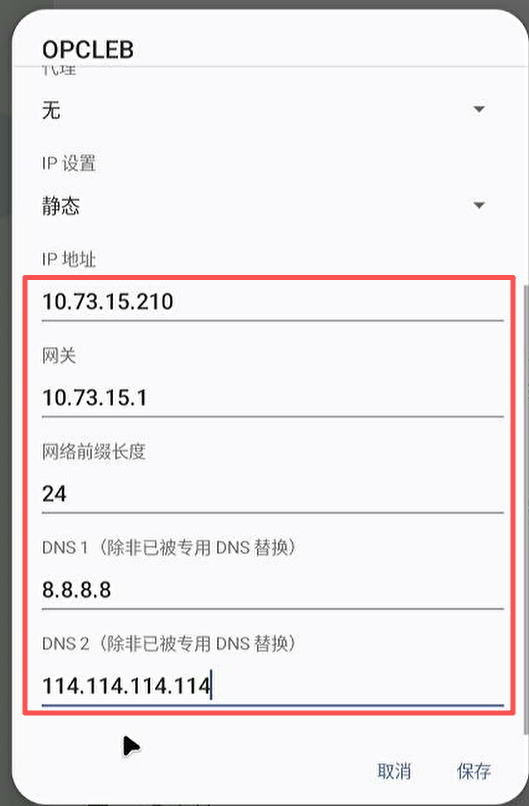 OPCLEB
代理
无
IP 设置
静态
IP 地址
10.73.15.210
网关
10.73.15.1
网络前缀长度
24
DNS 1（除非已被专用 DNS 替换）
8.8.8.8
DNS 2（除非已被专用 DNS 替换）
114.114.114.114
取消 保存